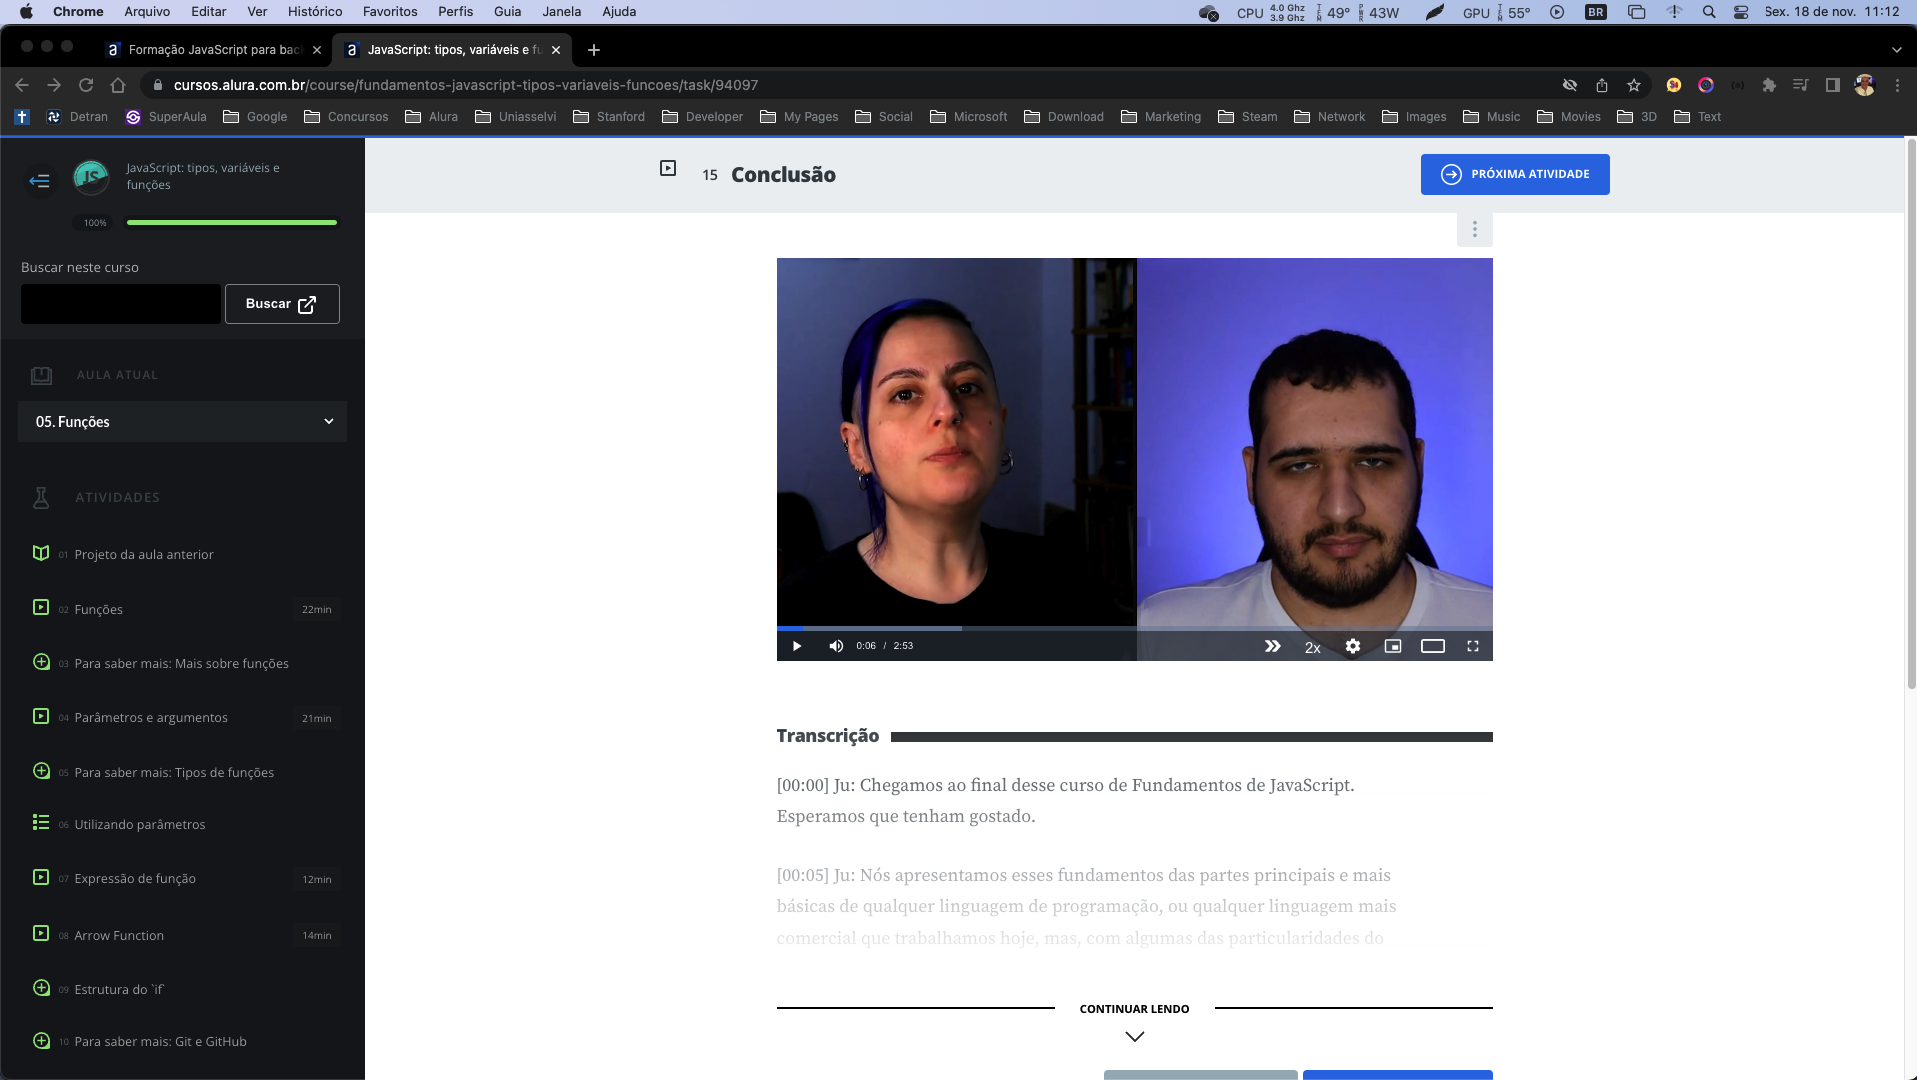 Chrome Arquivo Editar Ver Histórico Favoritos Perfis Guia Janela Ajuda
CPU 4.0 Ghz 3.9 Ghz 49° 43W GPU 55° BR Sex. 18 de nov. 11:12
Formação JavaScript para bac
JavaScript: tipos, variáveis e fu
cursos.alura.com.br/course/fundamentos-javascript-tipos-variaveis-funcoes/task/94097
Detran SuperAula Google Concursos Alura Uniasselvi Stanford Developer My Pages Social Microsoft Download Marketing Steam Network Images Music Movies 3D Text
JavaScript: tipos, variáveis e
funções
100%
Buscar neste curso
Buscar
AULA ATUAL
05. Funções
ATIVIDADES
01 Projeto da aula anterior
02 Funções 22min
03 Para saber mais: Mais sobre funções
04 Parâmetros e argumentos 21min
05 Para saber mais: Tipos de funções
06 Utilizando parâmetros
07 Expressão de função 12min
08 Arrow Function 14min
09 Estrutura do `if`
10 Para saber mais: Git e GitHub
15 Conclusão
PRÓXIMA ATIVIDADE
0:06 / 2:53
2x
Transcrição
[00:00] Ju: Chegamos ao final desse curso de Fundamentos de JavaScript.
Esperamos que tenham gostado.
[00:05] Ju: Nós apresentamos esses fundamentos das partes principais e mais
básicas de qualquer linguagem de programação, ou qualquer linguagem mais
comercial que trabalhamos hoje, mas, com algumas das particularidades do
CONTINUAR LENDO